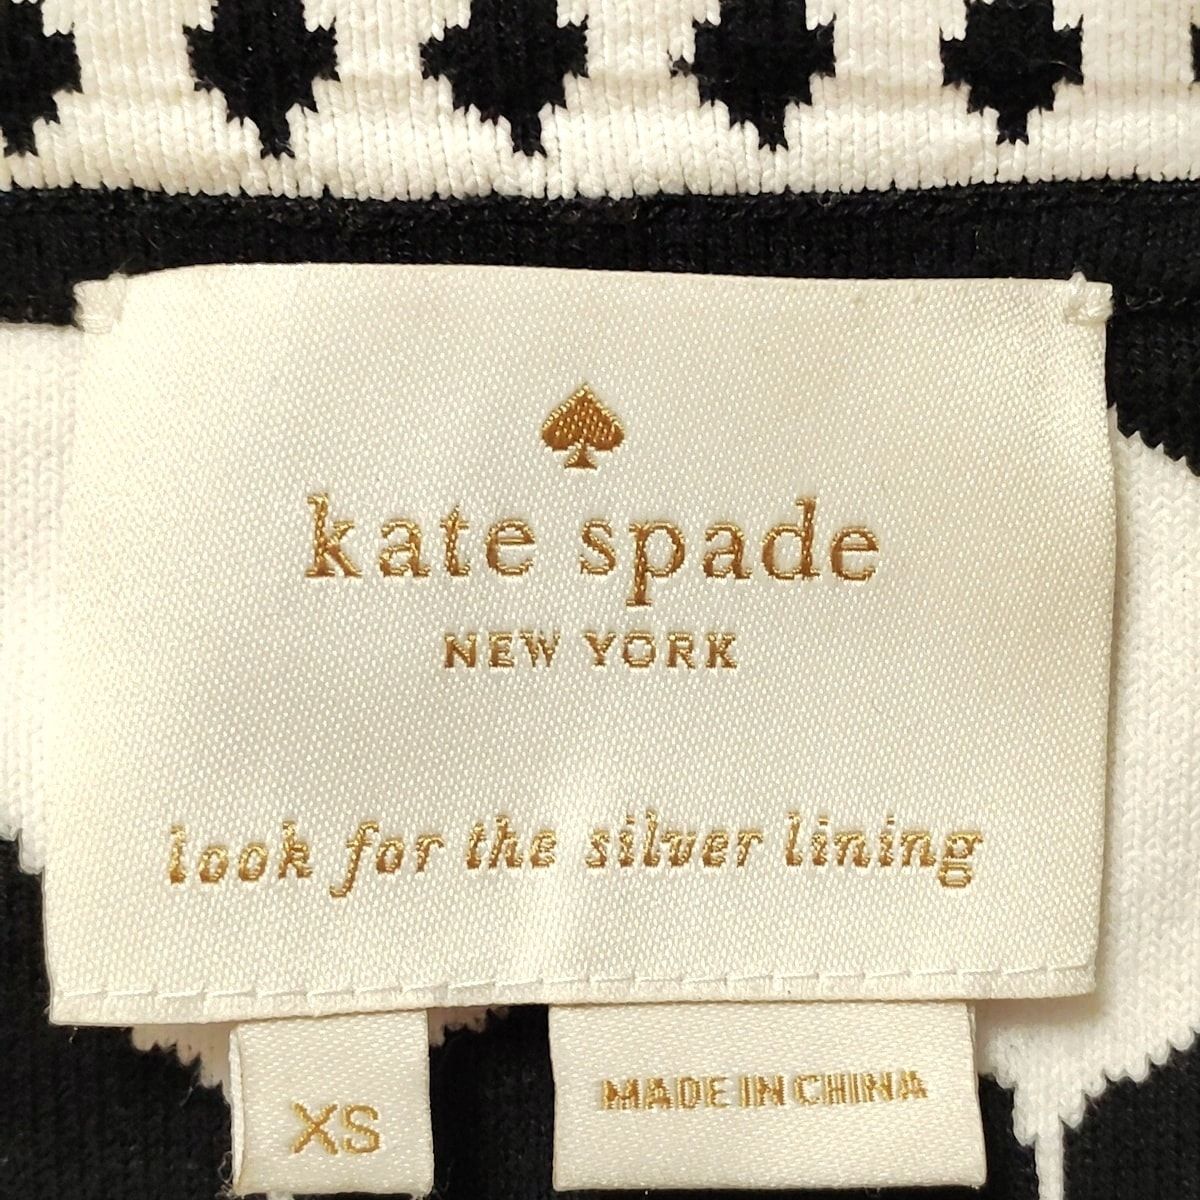 kate spade
NEW YORK
look for the silver lining
XS
MADE IN CHINA